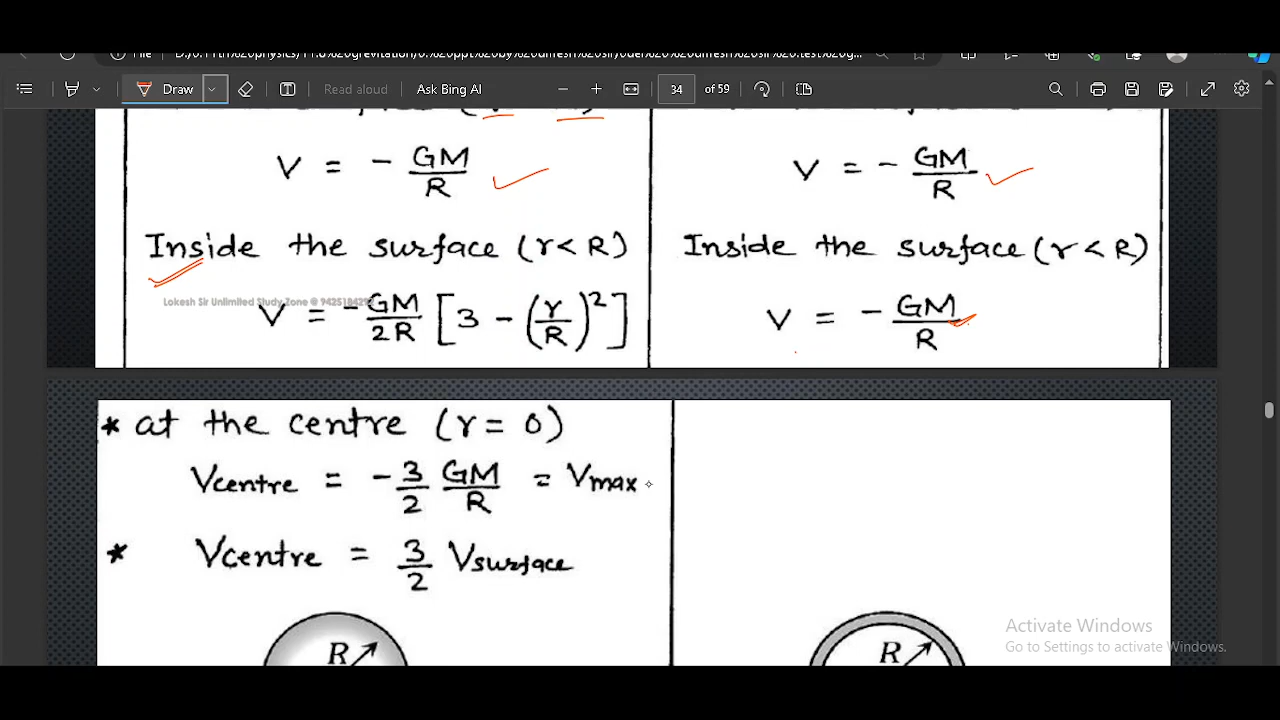 34 of 59
Draw
Read aloud
Ask Bing AI
V = - GM/R
V = - GM/R
Inside the surface (r < R)
Inside the surface (r < R)
Lokesh Sir Unlimited Study Zone @
V = - GM/2R [3 - (r/R)²]
V = - GM/R
* at the centre (r = 0)
Vcentre = - 3/2 GM/R = Vmax.
* Vcentre = 3/2 Vsurface
R
R
Activate Windows
Go to Settings to activate Windows.